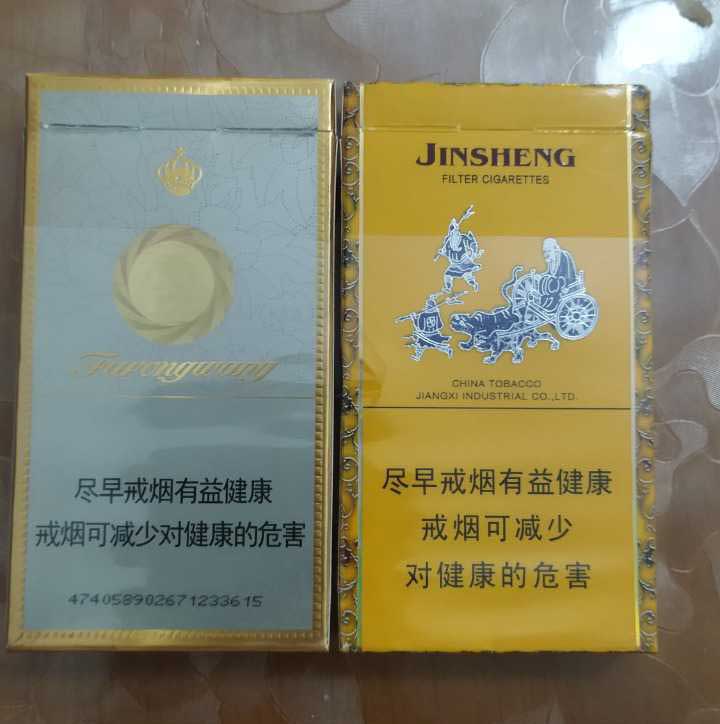 Furongwang
尽早戒烟有益健康
戒烟可减少对健康的危害
474058902671233615
JINSHENG
FILTER CIGARETTES
CHINA TOBACCO
JIANGXI INDUSTRIAL CO.,LTD.
尽早戒烟有益健康
戒烟可减少
对健康的危害